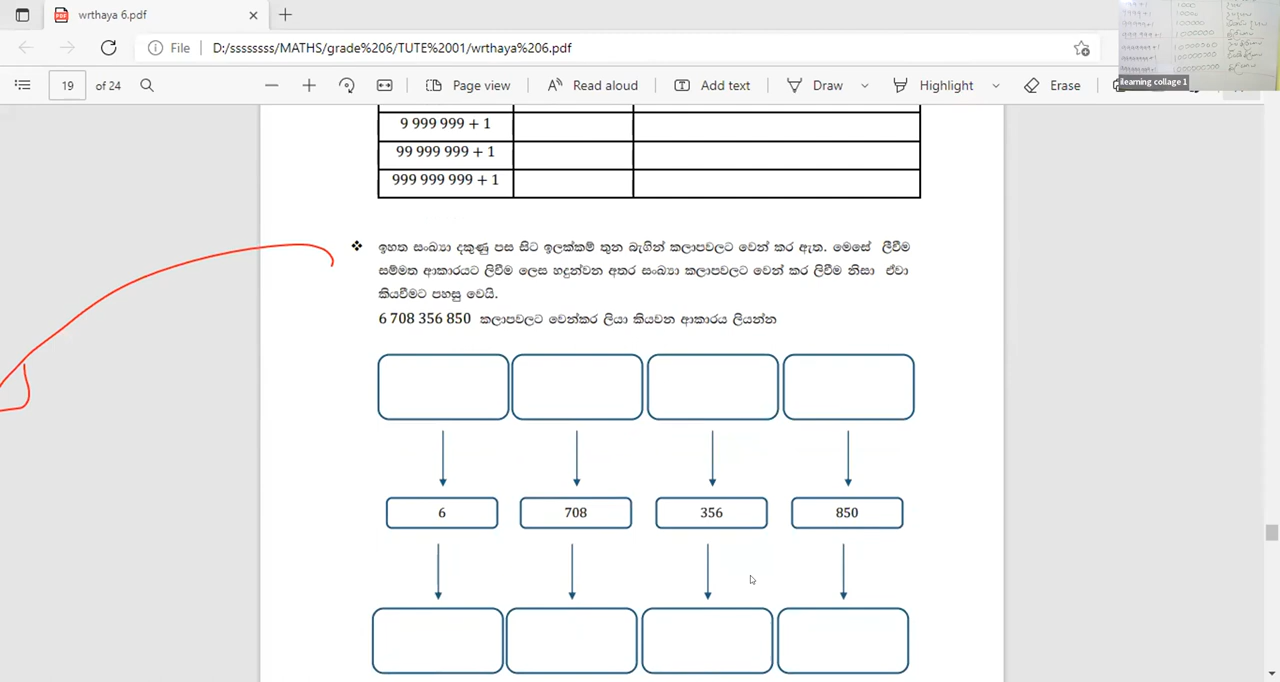 wrthaya 6.pdf
File D:/ssssssss/MATHS/grade%206/TUTE%2001/wrthaya%206.pdf
19 of 24 Page view Read aloud Add text Draw Highlight Erase
ilearning collage 1
9 999 999 + 1
99 999 999 + 1
999 999 999 + 1
❖ ඉහත සංඛ්‍යා දකුණු පස සිට ඉලක්කම් තුන බැගින් කලාපවලට වෙන් කර ඇත. මෙසේ ලිවීම
සම්මත ආකාරයට ලිවීම ලෙස හඳුන්වන අතර සංඛ්‍යා කලාපවලට වෙන් කර ලිවීම නිසා ඒවා
කියවීමට පහසු වෙයි.
6 708 356 850 කලාපවලට වෙන්කර ලියා කියවන ආකාරය ලියන්න
6 708 356 850